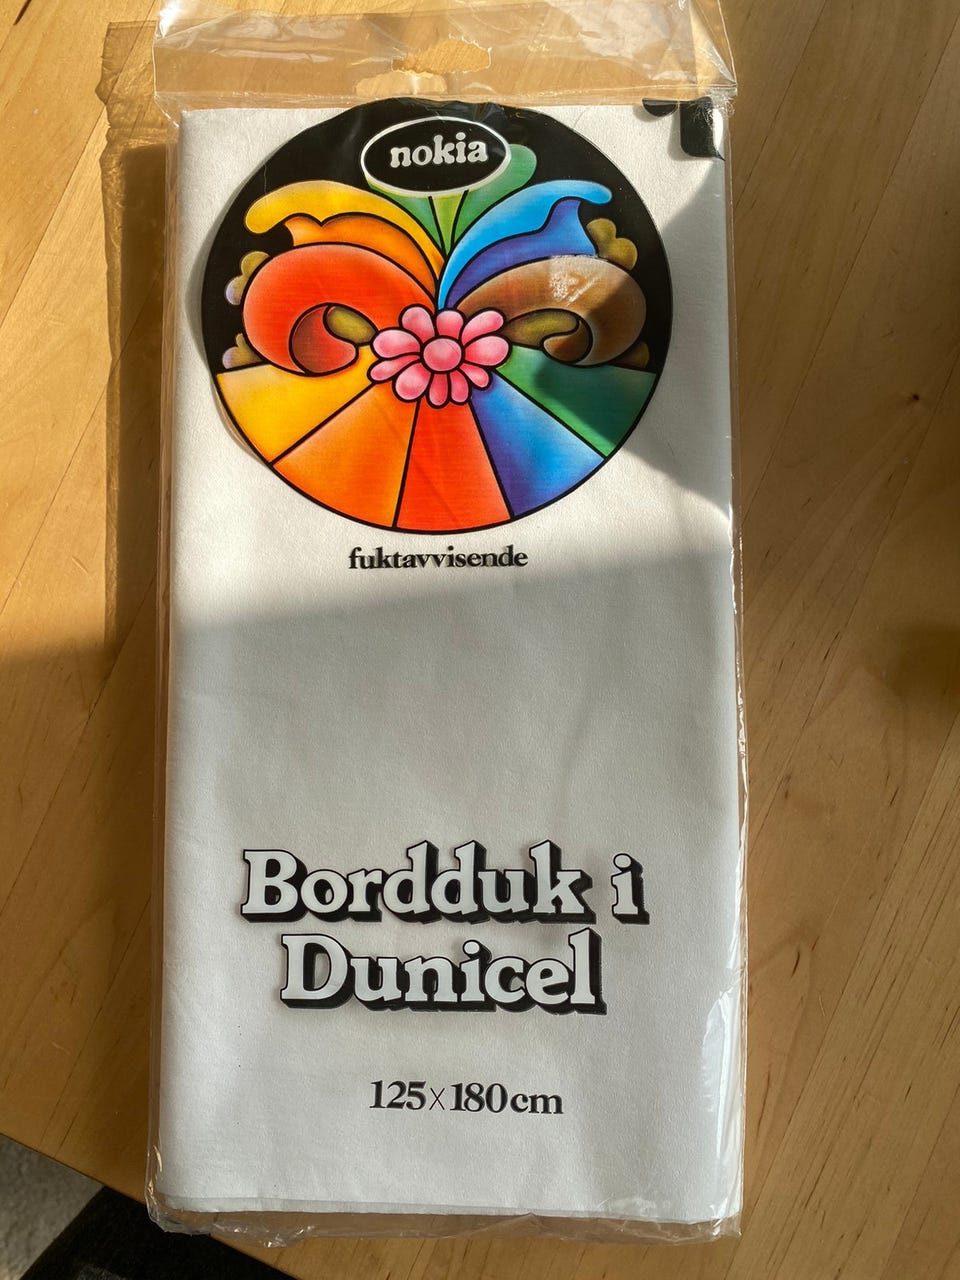 nokia
fuktavvisende
Bordduk i
Dunicel
125×180cm